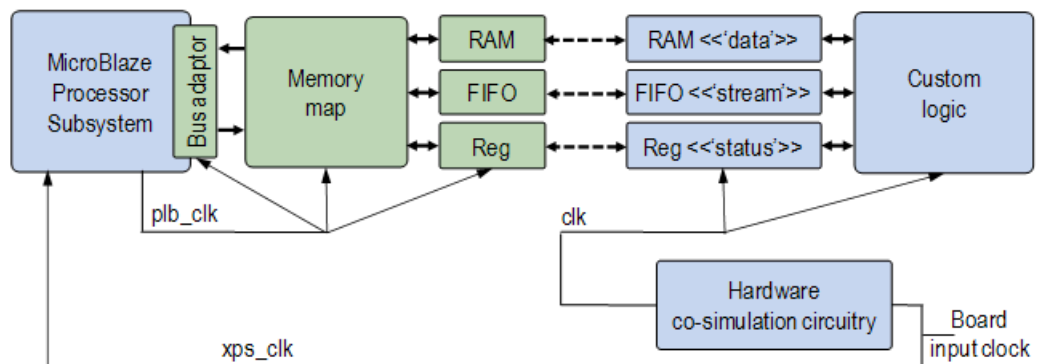 MicroBlaze
Processor
Subsystem
Bus adaptor
Memory
map
RAM
FIFO
Reg
RAM <<‘data’>>
FIFO <<‘stream’>>
Reg <<‘status’>>
Custom
logic
plb_clk
clk
Hardware
co-simulation circuitry
Board
input clock
xps_clk